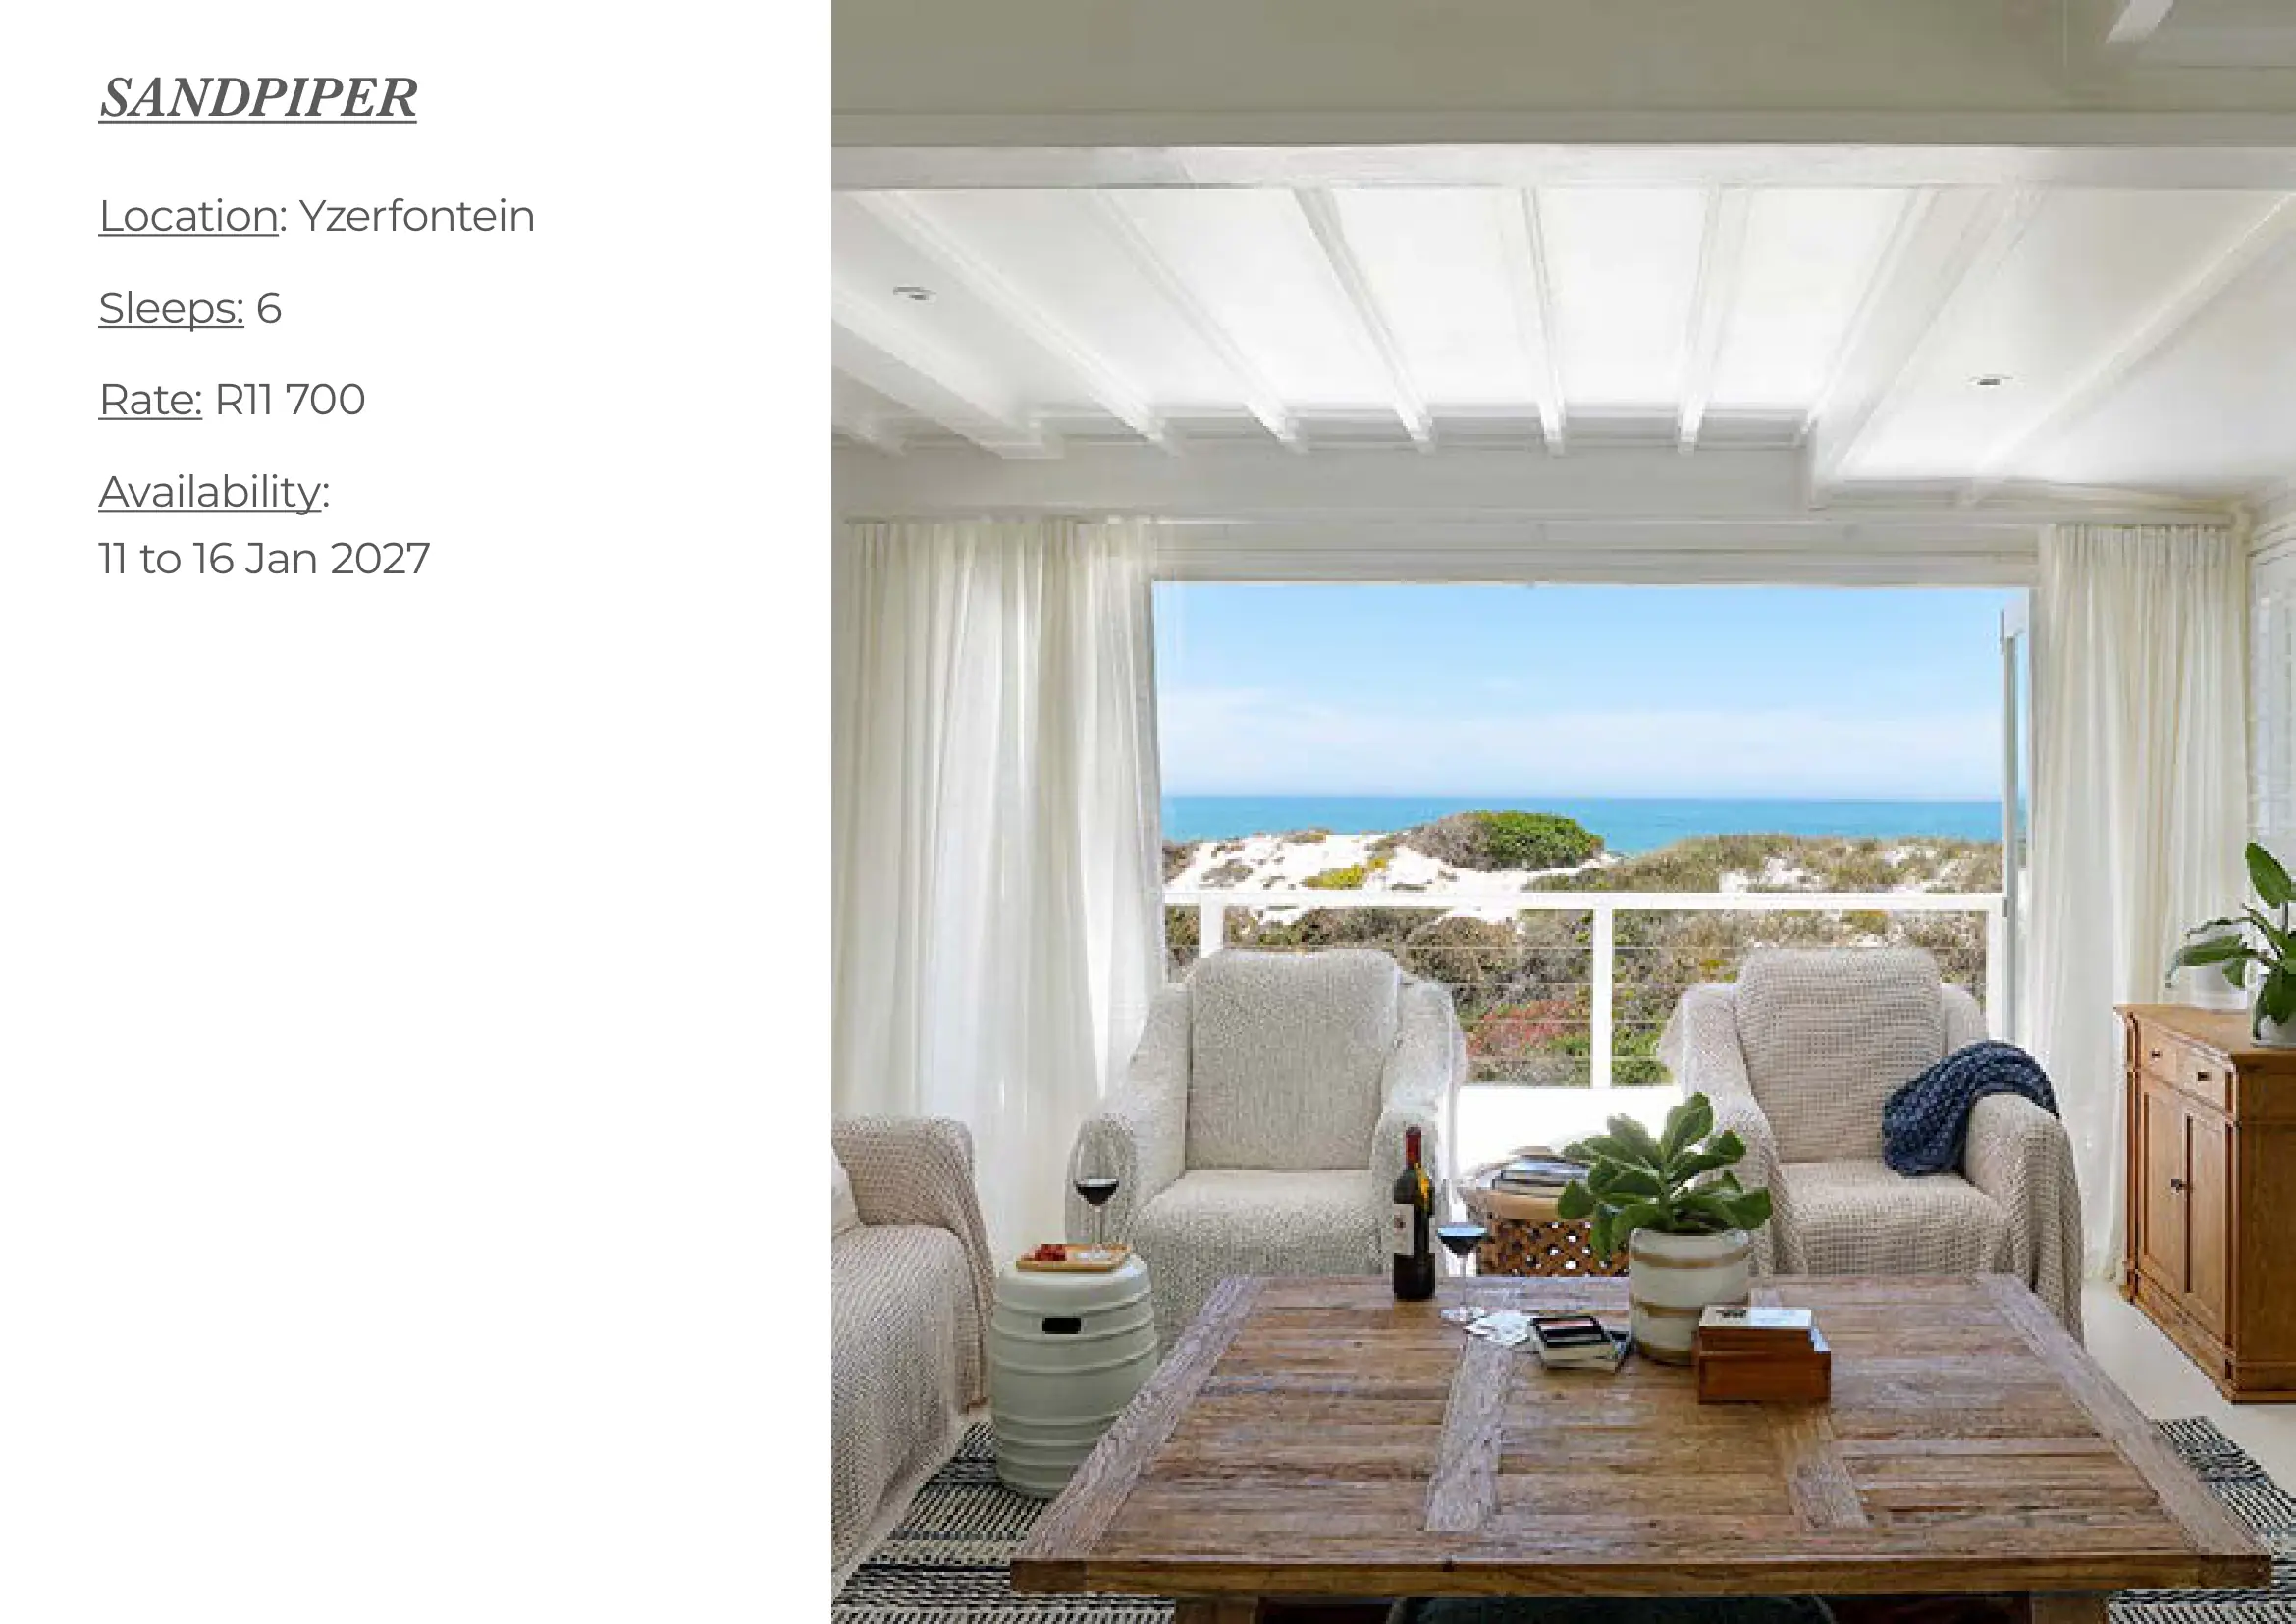 SANDPIPER
Location: Yzerfontein
Sleeps: 6
Rate: R11 700
Availability:
11 to 16 Jan 2027